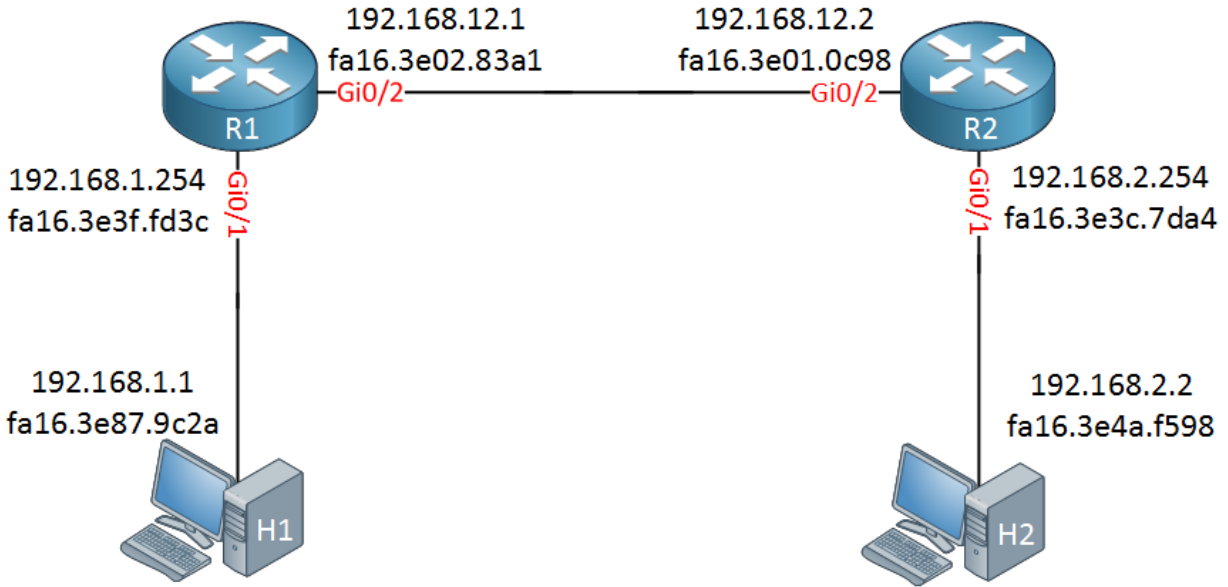 192.168.12.1
fa16.3e02.83a1
192.168.12.2
fa16.3e01.0c98
Gi0/2
Gi0/2
R1
R2
192.168.1.254
fa16.3e3f.fd3c
Gi0/1
Gi0/1
192.168.2.254
fa16.3e3c.7da4
192.168.1.1
fa16.3e87.9c2a
192.168.2.2
fa16.3e4a.f598
H1
H2